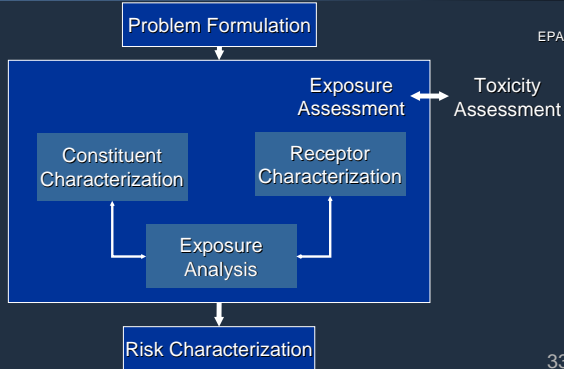 Problem Formulation
EPA
Exposure
Assessment
Toxicity
Assessment
Constituent
Characterization
Receptor
Characterization
Exposure
Analysis
Risk Characterization
33